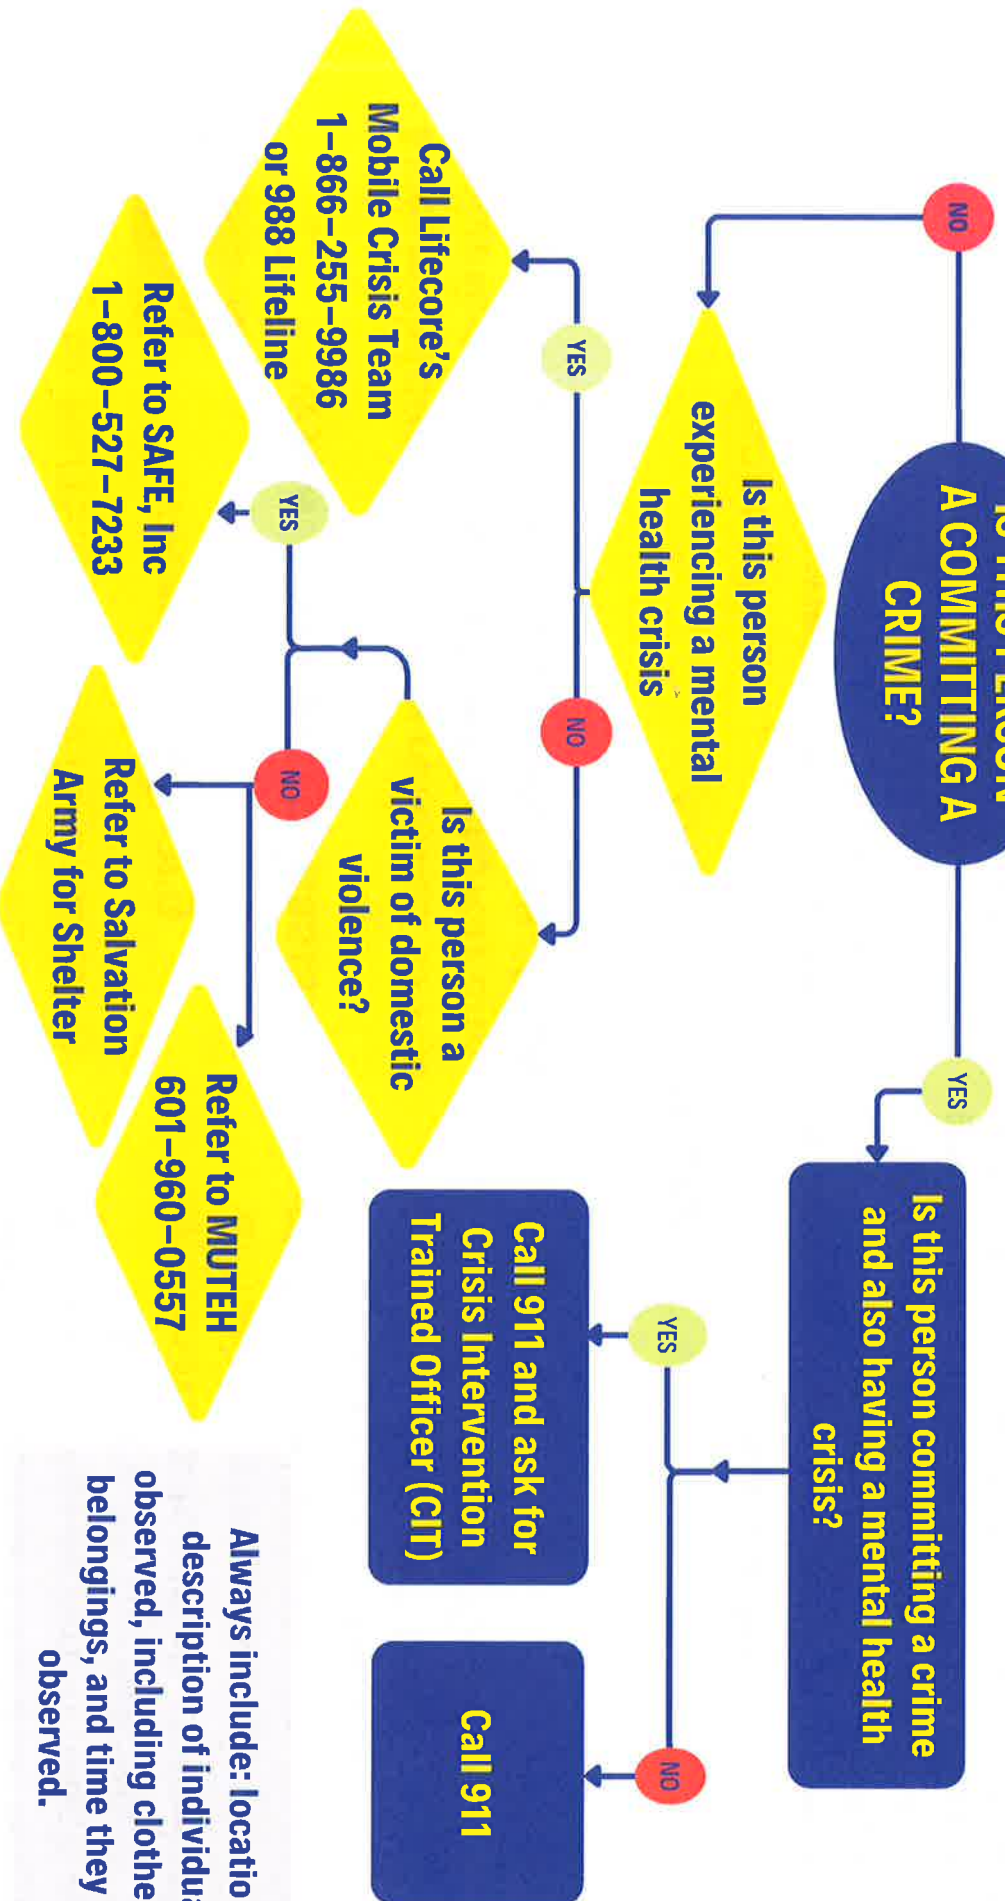 A COMMITTING A
CRIME?
NO
YES
Is this person
experiencing a mental
health crisis
Is this person committing a crime
and also having a mental health
crisis?
YES
NO
YES
NO
Call Lifecore's
Mobile Crisis Team
1-866-255-9986
or 988 Lifeline
Is this person a
victim of domestic
violence?
Call 911 and ask for
Crisis Intervention
Trained Officer (CIT)
Call 911
YES
NO
Refer to SAFE, Inc
1-800-527-7233
Refer to Salvation
Army for Shelter
Refer to MUTEH
601-960-0557
Always include: locatio
description of individua
observed, including clothe
belongings, and time they
observed.